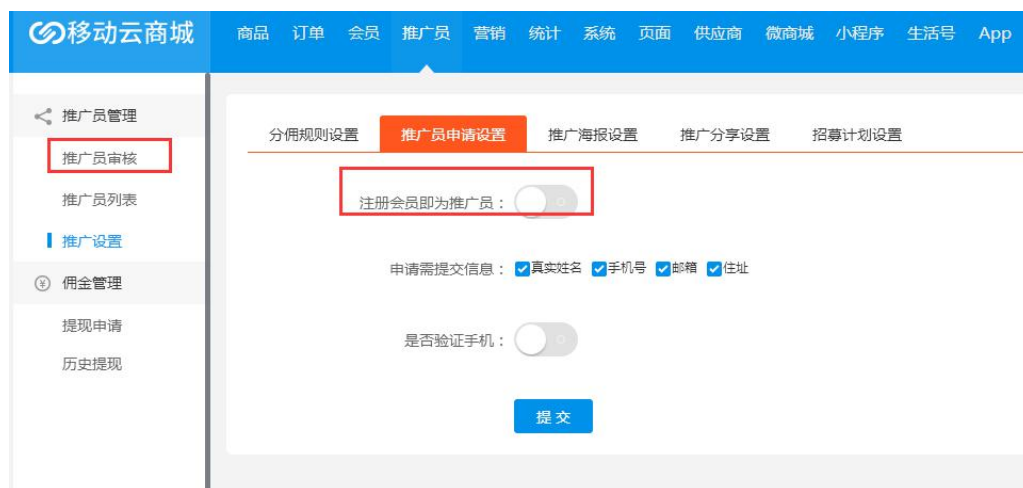 移动云商城
商品 订单 会员 推广员 营销 统计 系统 页面 供应商 微商城 小程序 生活号 App
推广员管理
推广员审核
推广员列表
推广设置
佣金管理
提现申请
历史提现
分佣规则设置 推广员申请设置 推广海报设置 推广分享设置 招募计划设置
注册会员即为推广员：
申请需提交信息： 真实姓名 手机号 邮箱 住址
是否验证手机：
提交